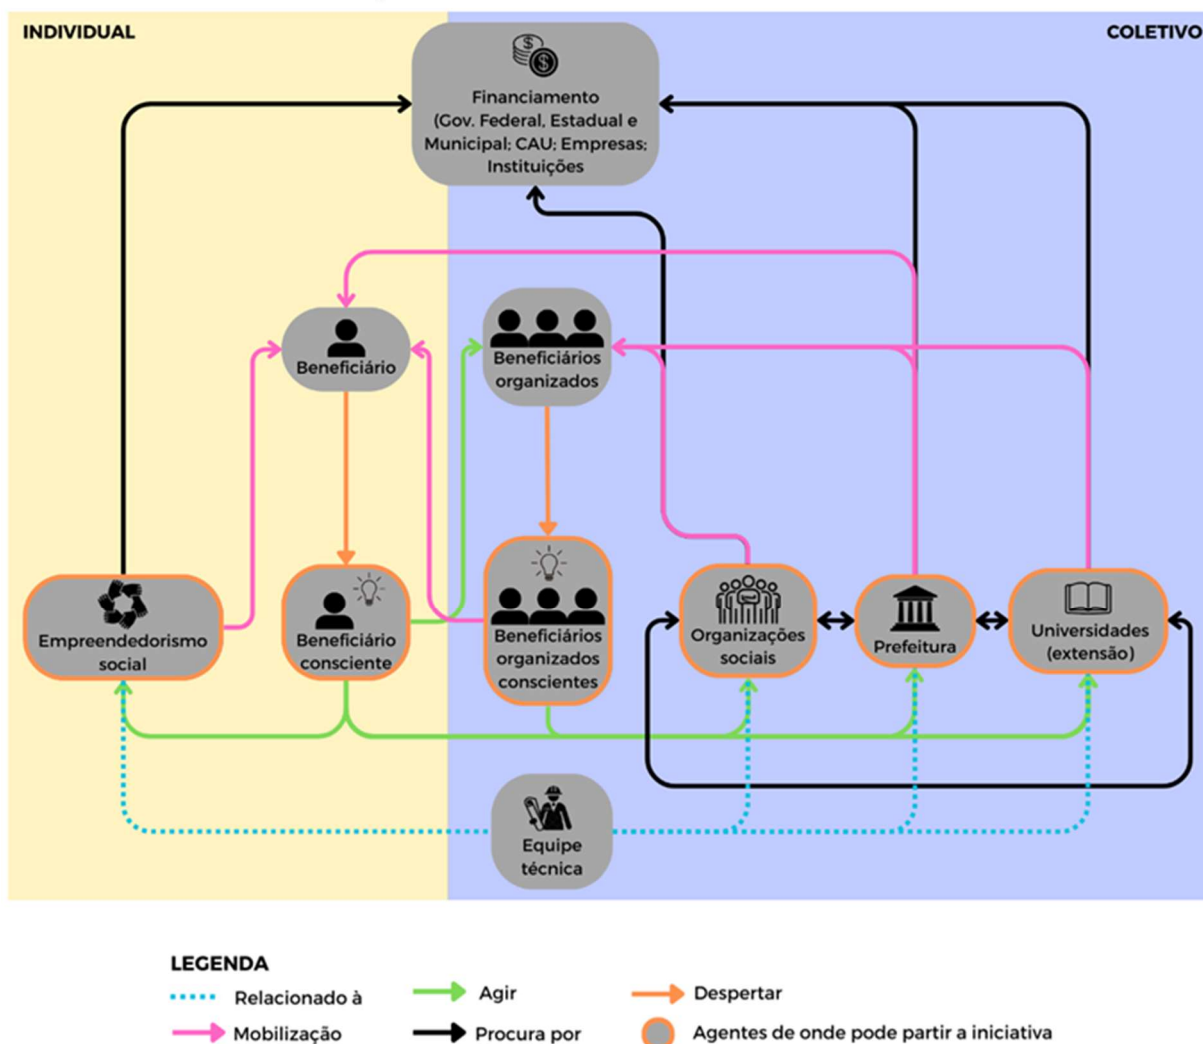 INDIVIDUAL
COLETIVO
Financiamento
(Gov. Federal, Estadual e
Municipal; CAU; Empresas;
Instituições
Beneficiário
Beneficiários
organizados
Empreendedorismo
social
Beneficiário
consciente
Beneficiários
organizados
conscientes
Organizações
sociais
Prefeitura
Universidades
(extensão)
Equipe
técnica
LEGENDA
Relacionado à
Agir
Despertar
Mobilização
Procura por
Agentes de onde pode partir a iniciativa